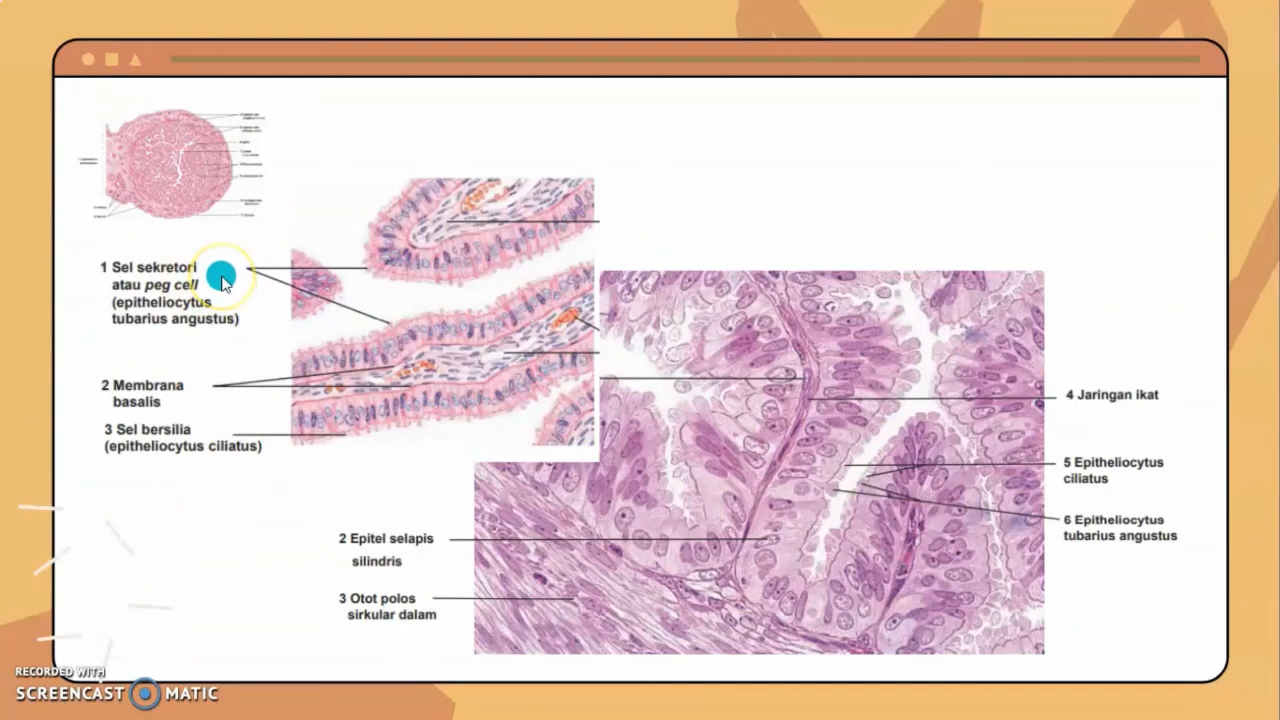 1 Sel sekretori
atau peg cell
(epitheliocytus
tubarius angustus)
2 Membrana
basalis
3 Sel bersilia
(epitheliocytus ciliatus)
2 Epitel selapis
silindris
3 Otot polos
sirkular dalam
4 Jaringan ikat
5 Epitheliocytus
ciliatus
6 Epitheliocytus
tubarius angustus
RECORDED WITH
SCREENCAST MATIC